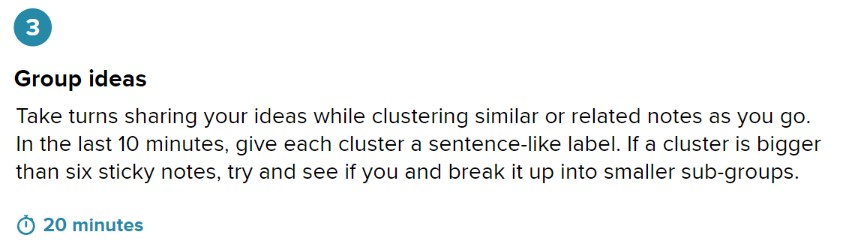 3
Group ideas
Take turns sharing your ideas while clustering similar or related notes as you go.
In the last 10 minutes, give each cluster a sentence-like label. If a cluster is bigger
than six sticky notes, try and see if you and break it up into smaller sub-groups.
20 minutes